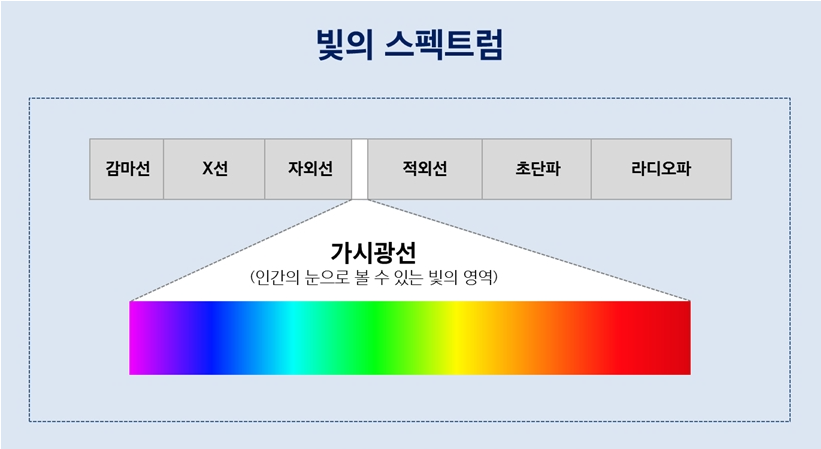 빛의 스펙트럼
감마선 X선 자외선 적외선 초단파 라디오파
가시광선
(인간의 눈으로 볼 수 있는 빛의 영역)